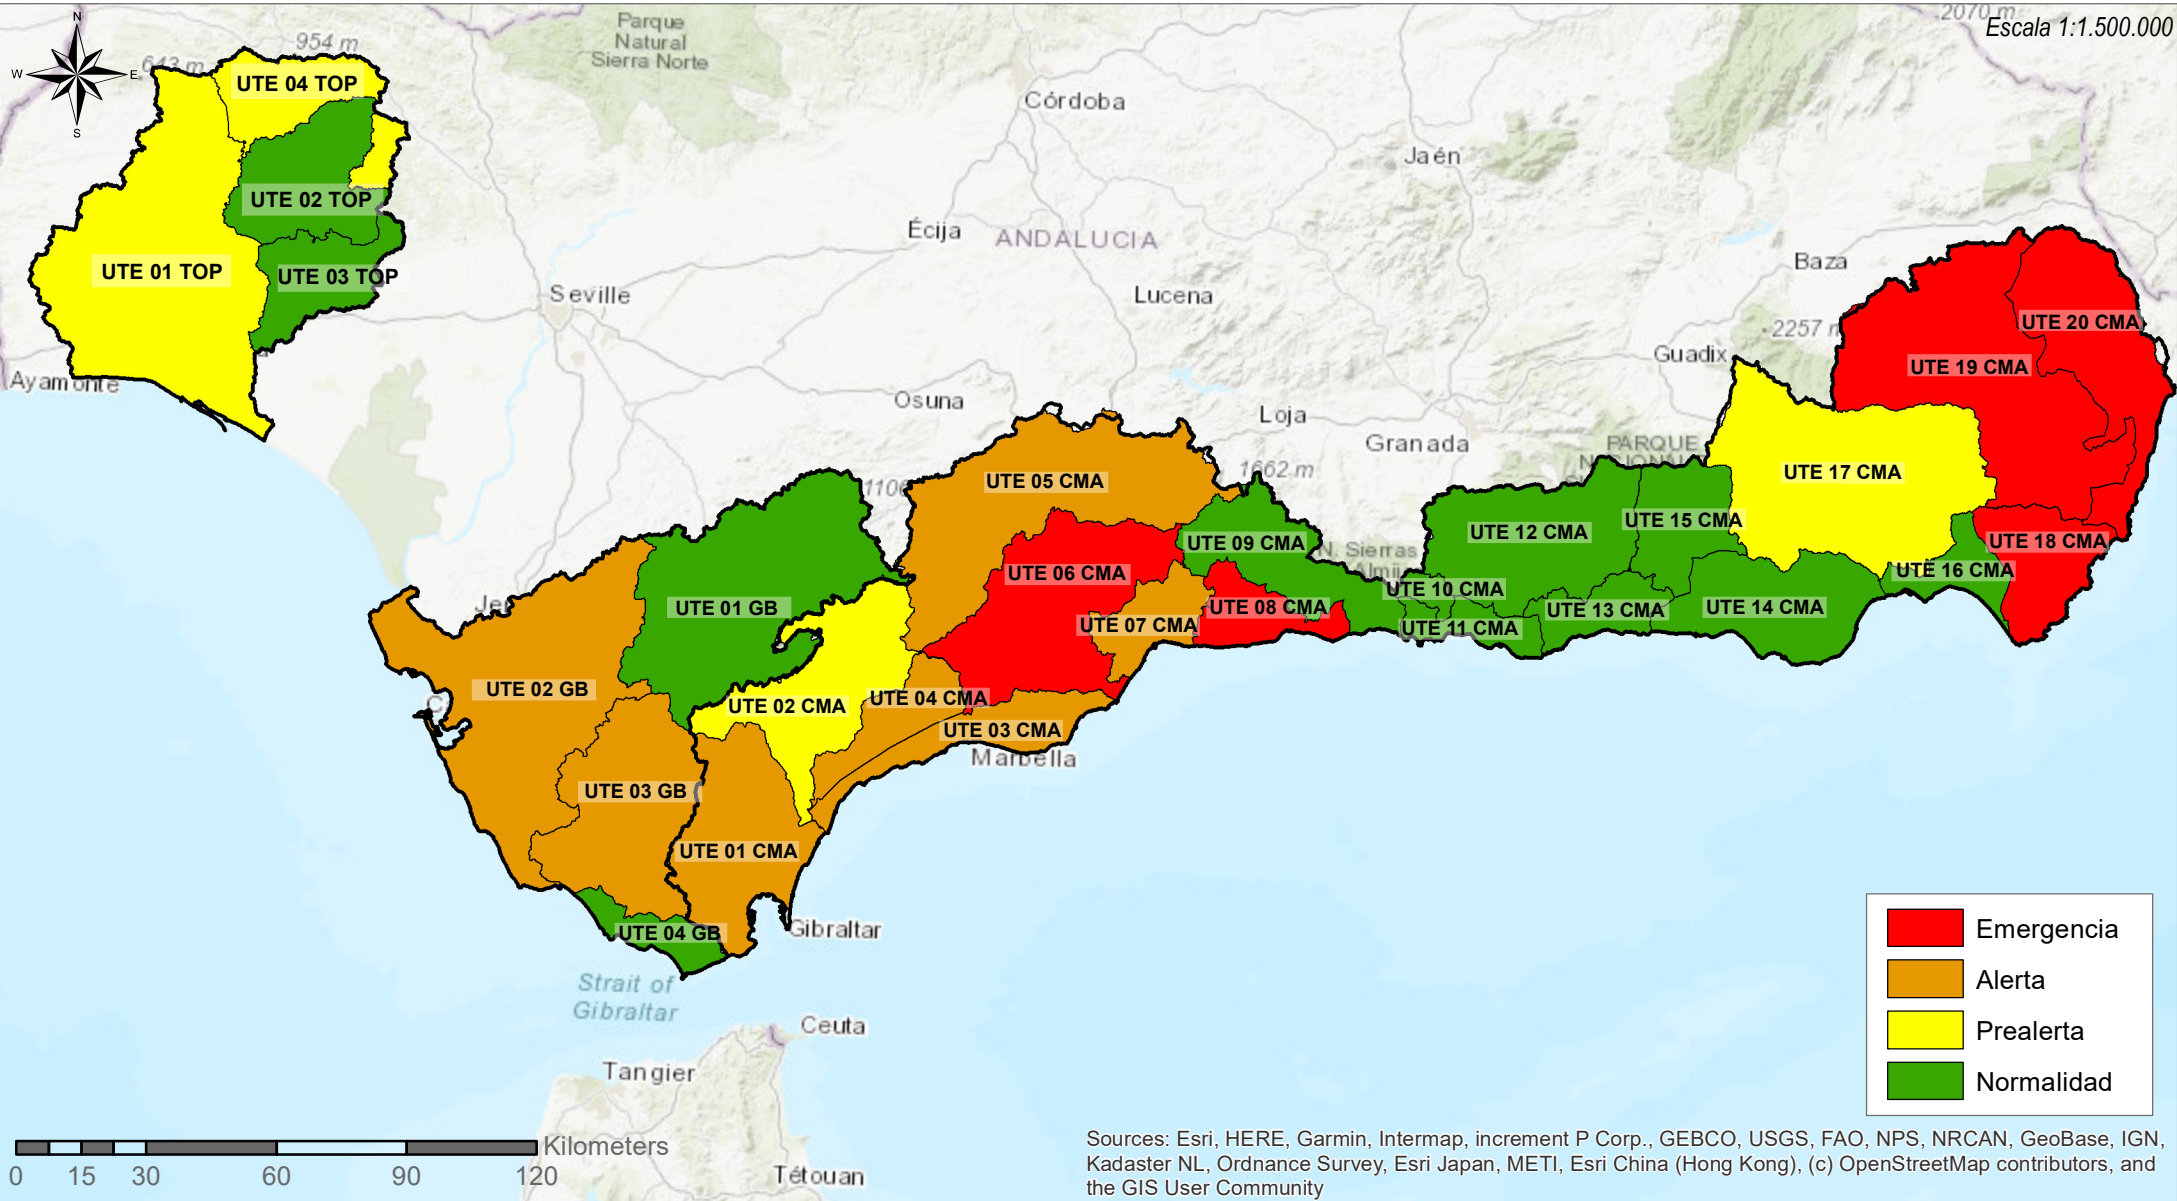 Escala 1:1.500.000
2070 m
N
W
E
S
954 m
643 m
Parque
Natural
Sierra Norte
UTE 04 TOP
UTE 02 TOP
UTE 01 TOP
UTE 03 TOP
Ayamonte
Seville
Córdoba
Écija
ANDALUCIA
Lucena
Jaén
Osuna
Loja
Granada
1662 m
Baza
2257 m
Guadix
PARQUE
UTE 20 CMA
UTE 19 CMA
UTE 17 CMA
UTE 18 CMA
UTE 16 CMA
UTE 15 CMA
UTE 12 CMA
UTE 10 CMA
UTE 11 CMA
UTE 13 CMA
UTE 14 CMA
N. Sierras
UTE 05 CMA
UTE 09 CMA
UTE 06 CMA
UTE 08 CMA
UTE 07 CMA
UTE 01 GB
UTE 02 GB
UTE 02 CMA
UTE 04 CMA
UTE 03 CMA
Marbella
UTE 03 GB
UTE 01 CMA
UTE 04 GB
Gibraltar
Strait of
Gibraltar
Ceuta
Tangier
Tétouan
Emergencia
Alerta
Prealerta
Normalidad
Kilometers
0 15 30 60 90 120
Sources: Esri, HERE, Garmin, Intermap, increment P Corp., GEBCO, USGS, FAO, NPS, NRCAN, GeoBase, IGN,
Kadaster NL, Ordnance Survey, Esri Japan, METI, Esri China (Hong Kong), (c) OpenStreetMap contributors, and
the GIS User Community